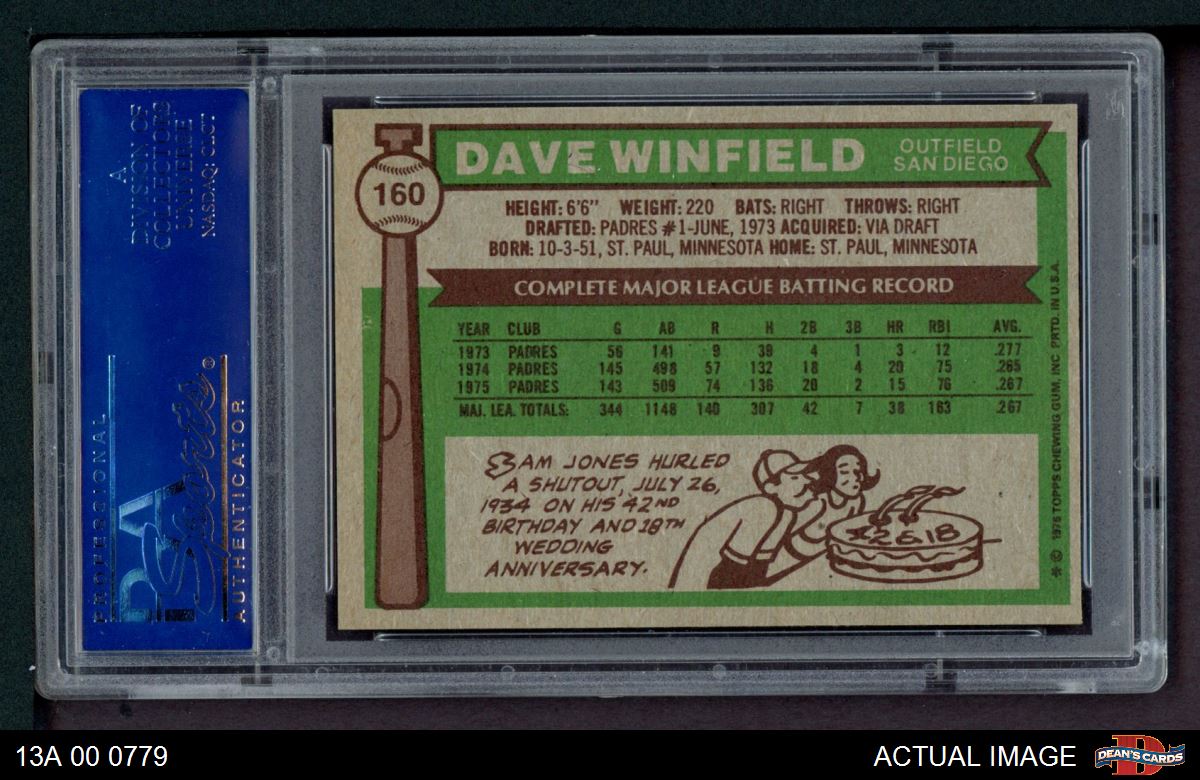 A
DIVISION OF
COLLECTORS
UNIVERSE
NASDAQ: CLCT
PROFESSIONAL
PSA
Sports
®
AUTHENTICATOR
160
DAVE WINFIELD
OUTFIELD
SAN DIEGO
HEIGHT: 6'6" WEIGHT: 220 BATS: RIGHT THROWS: RIGHT
DRAFTED: PADRES #1-JUNE, 1973 ACQUIRED: VIA DRAFT
BORN: 10-3-51, ST. PAUL, MINNESOTA HOME: ST. PAUL, MINNESOTA
COMPLETE MAJOR LEAGUE BATTING RECORD
YEAR CLUB G AB R H 2B 3B HR RBI AVG.
1973 PADRES 56 141 9 39 4 1 3 12 .277
1974 PADRES 145 498 57 132 18 4 20 75 .265
1975 PADRES 143 509 74 136 20 2 15 76 .267
MAJ. LEA. TOTALS: 344 1148 140 307 42 7 38 163 .267
SAM JONES HURLED
A SHUTOUT, JULY 26,
1934 ON HIS 42ND
BIRTHDAY AND 18TH
WEDDING
ANNIVERSARY.
42 & 18
* © 1976 TOPPS CHEWING GUM, INC. PRTD. IN U.S.A.
13A 00 0779
ACTUAL IMAGE
D
DEAN'S CARDS